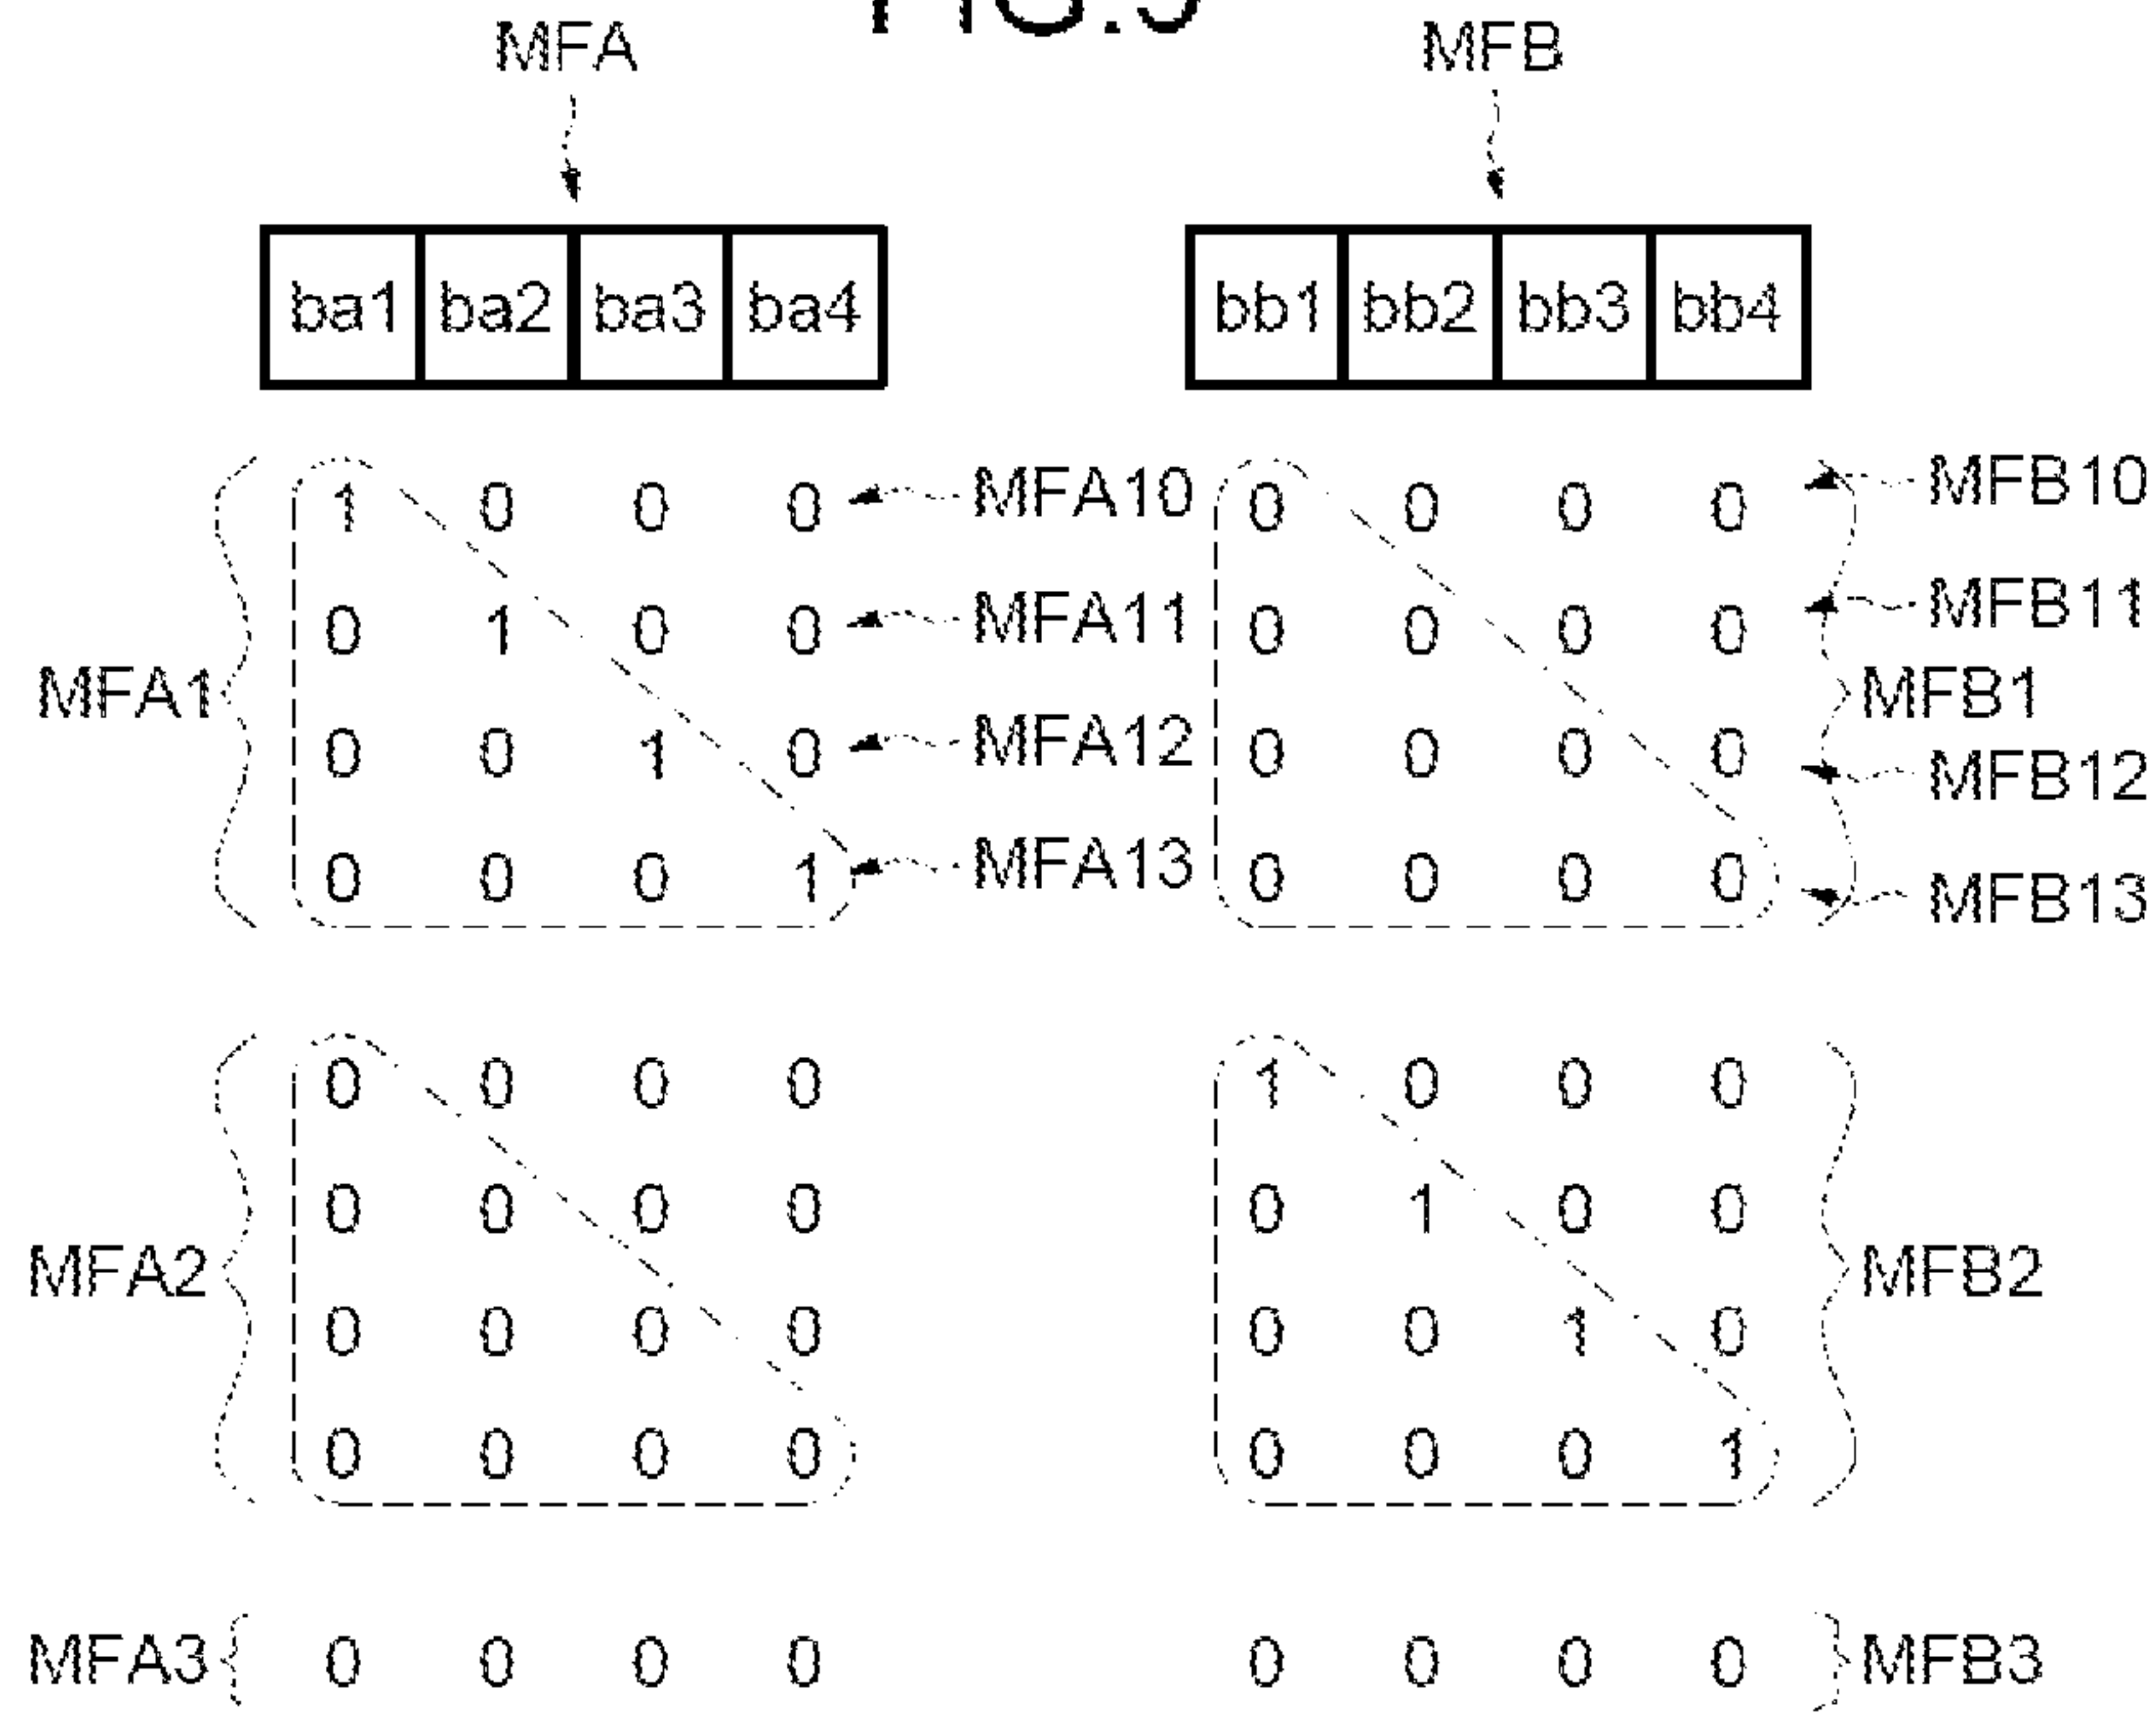 MFA MFB
ba1 ba2 ba3 ba4 bb1 bb2 bb3 bb4
1 0 0 0 MFA10 0 0 0 0 MFB10
0 1 0 0 MFA11 0 0 0 0 MFB11
MFA1 MFB1
0 0 1 0 MFA12 0 0 0 0 MFB12
0 0 0 1 MFA13 0 0 0 0 MFB13
0 0 0 0 1 0 0 0
0 0 0 0 0 1 0 0
MFA2 MFB2
0 0 0 0 0 0 1 0
0 0 0 0 0 0 0 1
MFA3 0 0 0 0 0 0 0 0 MFB3